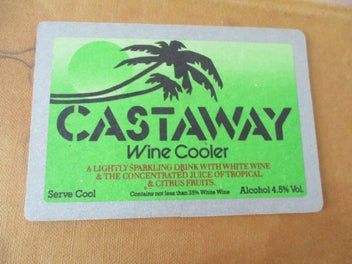 CASTAWAY
Wine Cooler
A LIGHTLY SPARKLING DRINK WITH WHITE WINE
& THE CONCENTRATED JUICE OF TROPICAL
& CITRUS FRUITS.
Serve Cool Contains not less than 35% White Wine Alcohol 4.5% Vol.